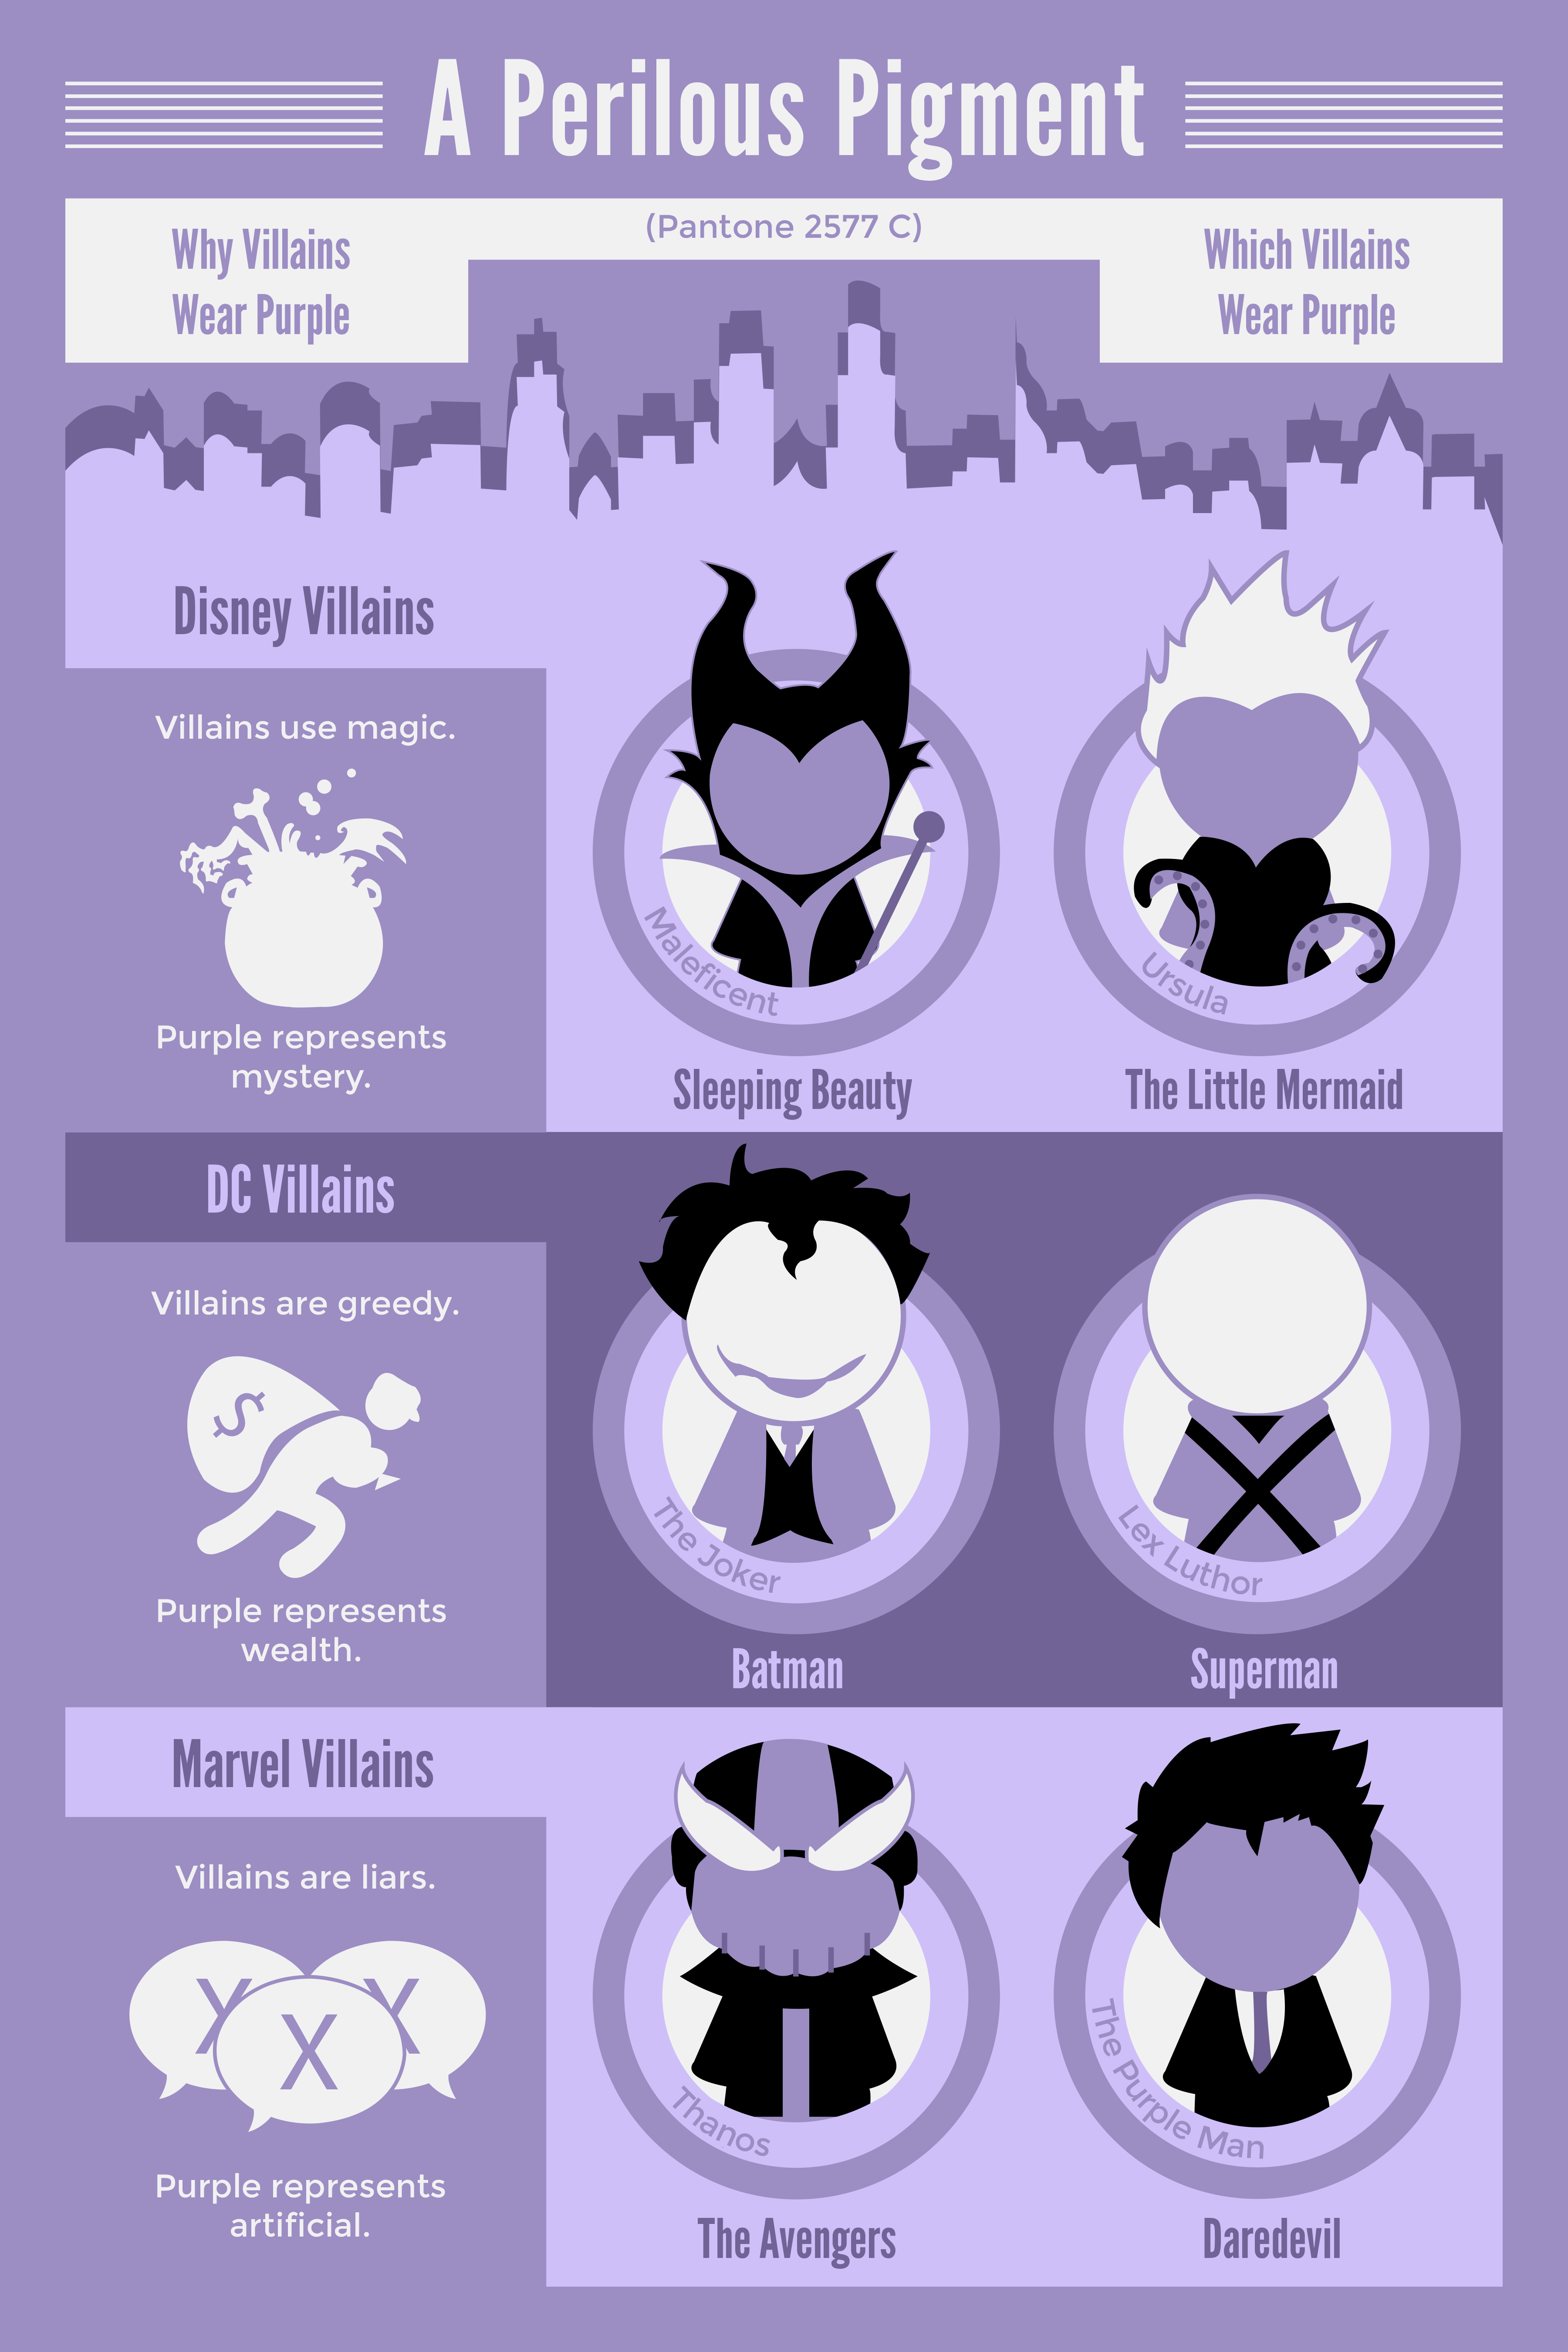 A Perilous Pigment
(Pantone 2577 C)
Why Villains
Wear Purple
Which Villains
Wear Purple
Disney Villains
Villains use magic.
Purple represents
mystery.
Maleficent
Sleeping Beauty
Ursula
The Little Mermaid
DC Villains
Villains are greedy.
$
Purple represents
wealth.
The Joker
Batman
Lex Luthor
Superman
Marvel Villains
Villains are liars.
X X X
Purple represents
artificial.
Thanos
The Avengers
The Purple Man
Daredevil